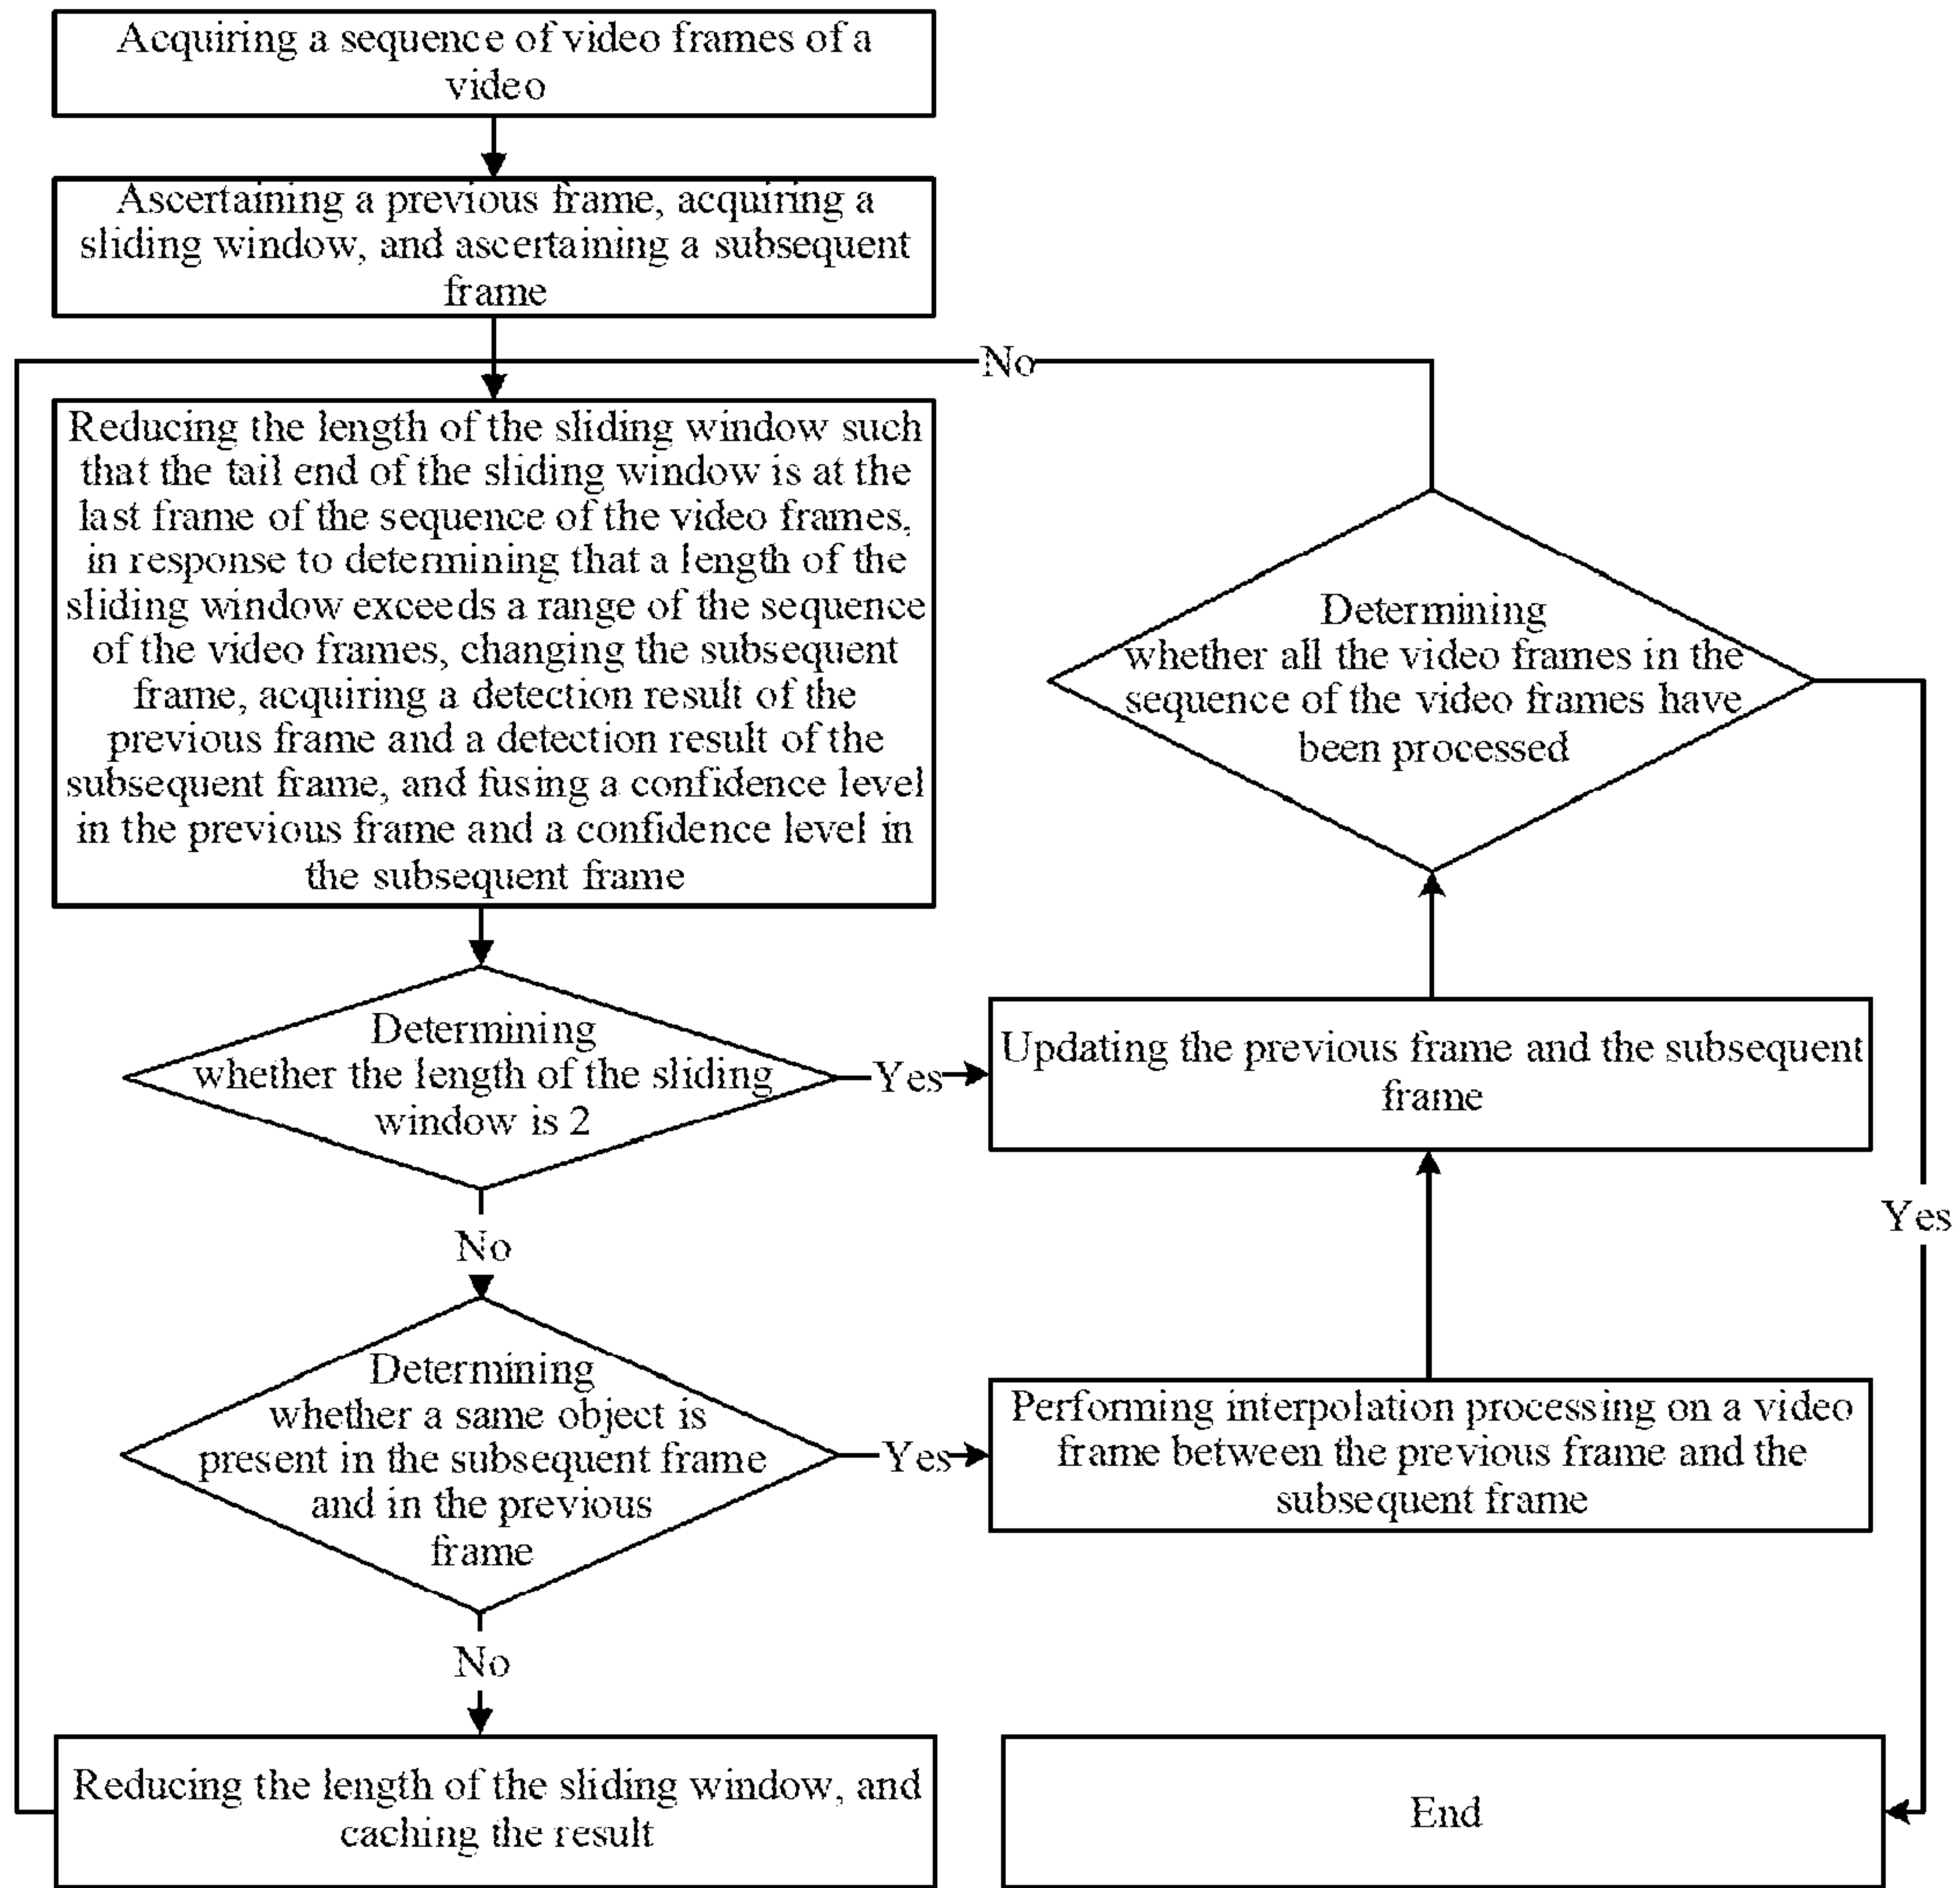 Acquiring a sequence of video frames of a
video
Ascertaining a previous frame, acquiring a
sliding window, and ascertaining a subsequent
frame
No
Reducing the length of the sliding window such
that the tail end of the sliding window is at the
last frame of the sequence of the video frames,
in response to determining that a length of the
sliding window exceeds a range of the sequence
of the video frames, changing the subsequent
frame, acquiring a detection result of the
previous frame and a detection result of the
subsequent frame, and fusing a confidence level
in the previous frame and a confidence level in
the subsequent frame
Determining
whether all the video frames in the
sequence of the video frames have
been processed
Determining
whether the length of the sliding
window is 2
Yes
Updating the previous frame and the subsequent
frame
Yes
No
Determining
whether a same object is
present in the subsequent frame
and in the previous
frame
Yes
Performing interpolation processing on a video
frame between the previous frame and the
subsequent frame
No
Reducing the length of the sliding window, and
caching the result
End